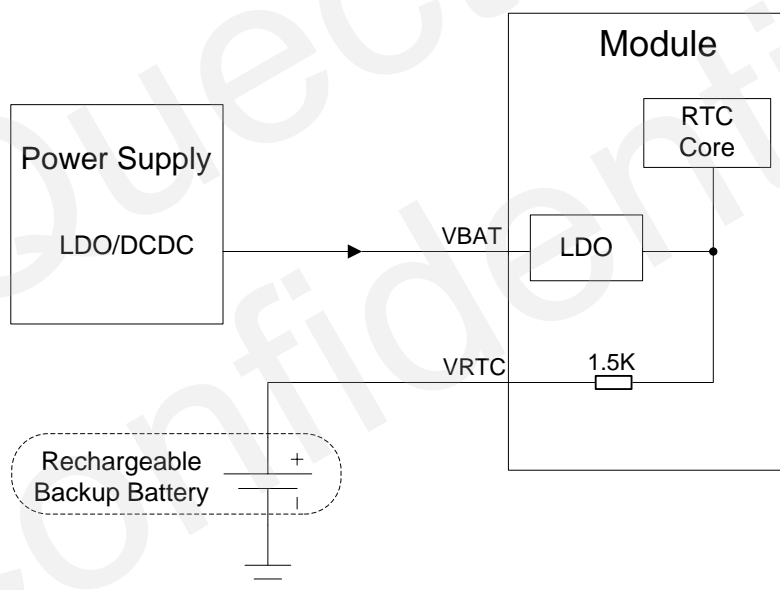 Module
RTC
Core
Power Supply
LDO/DCDC
VBAT
LDO
VRTC
1.5K
Rechargeable
Backup Battery
+